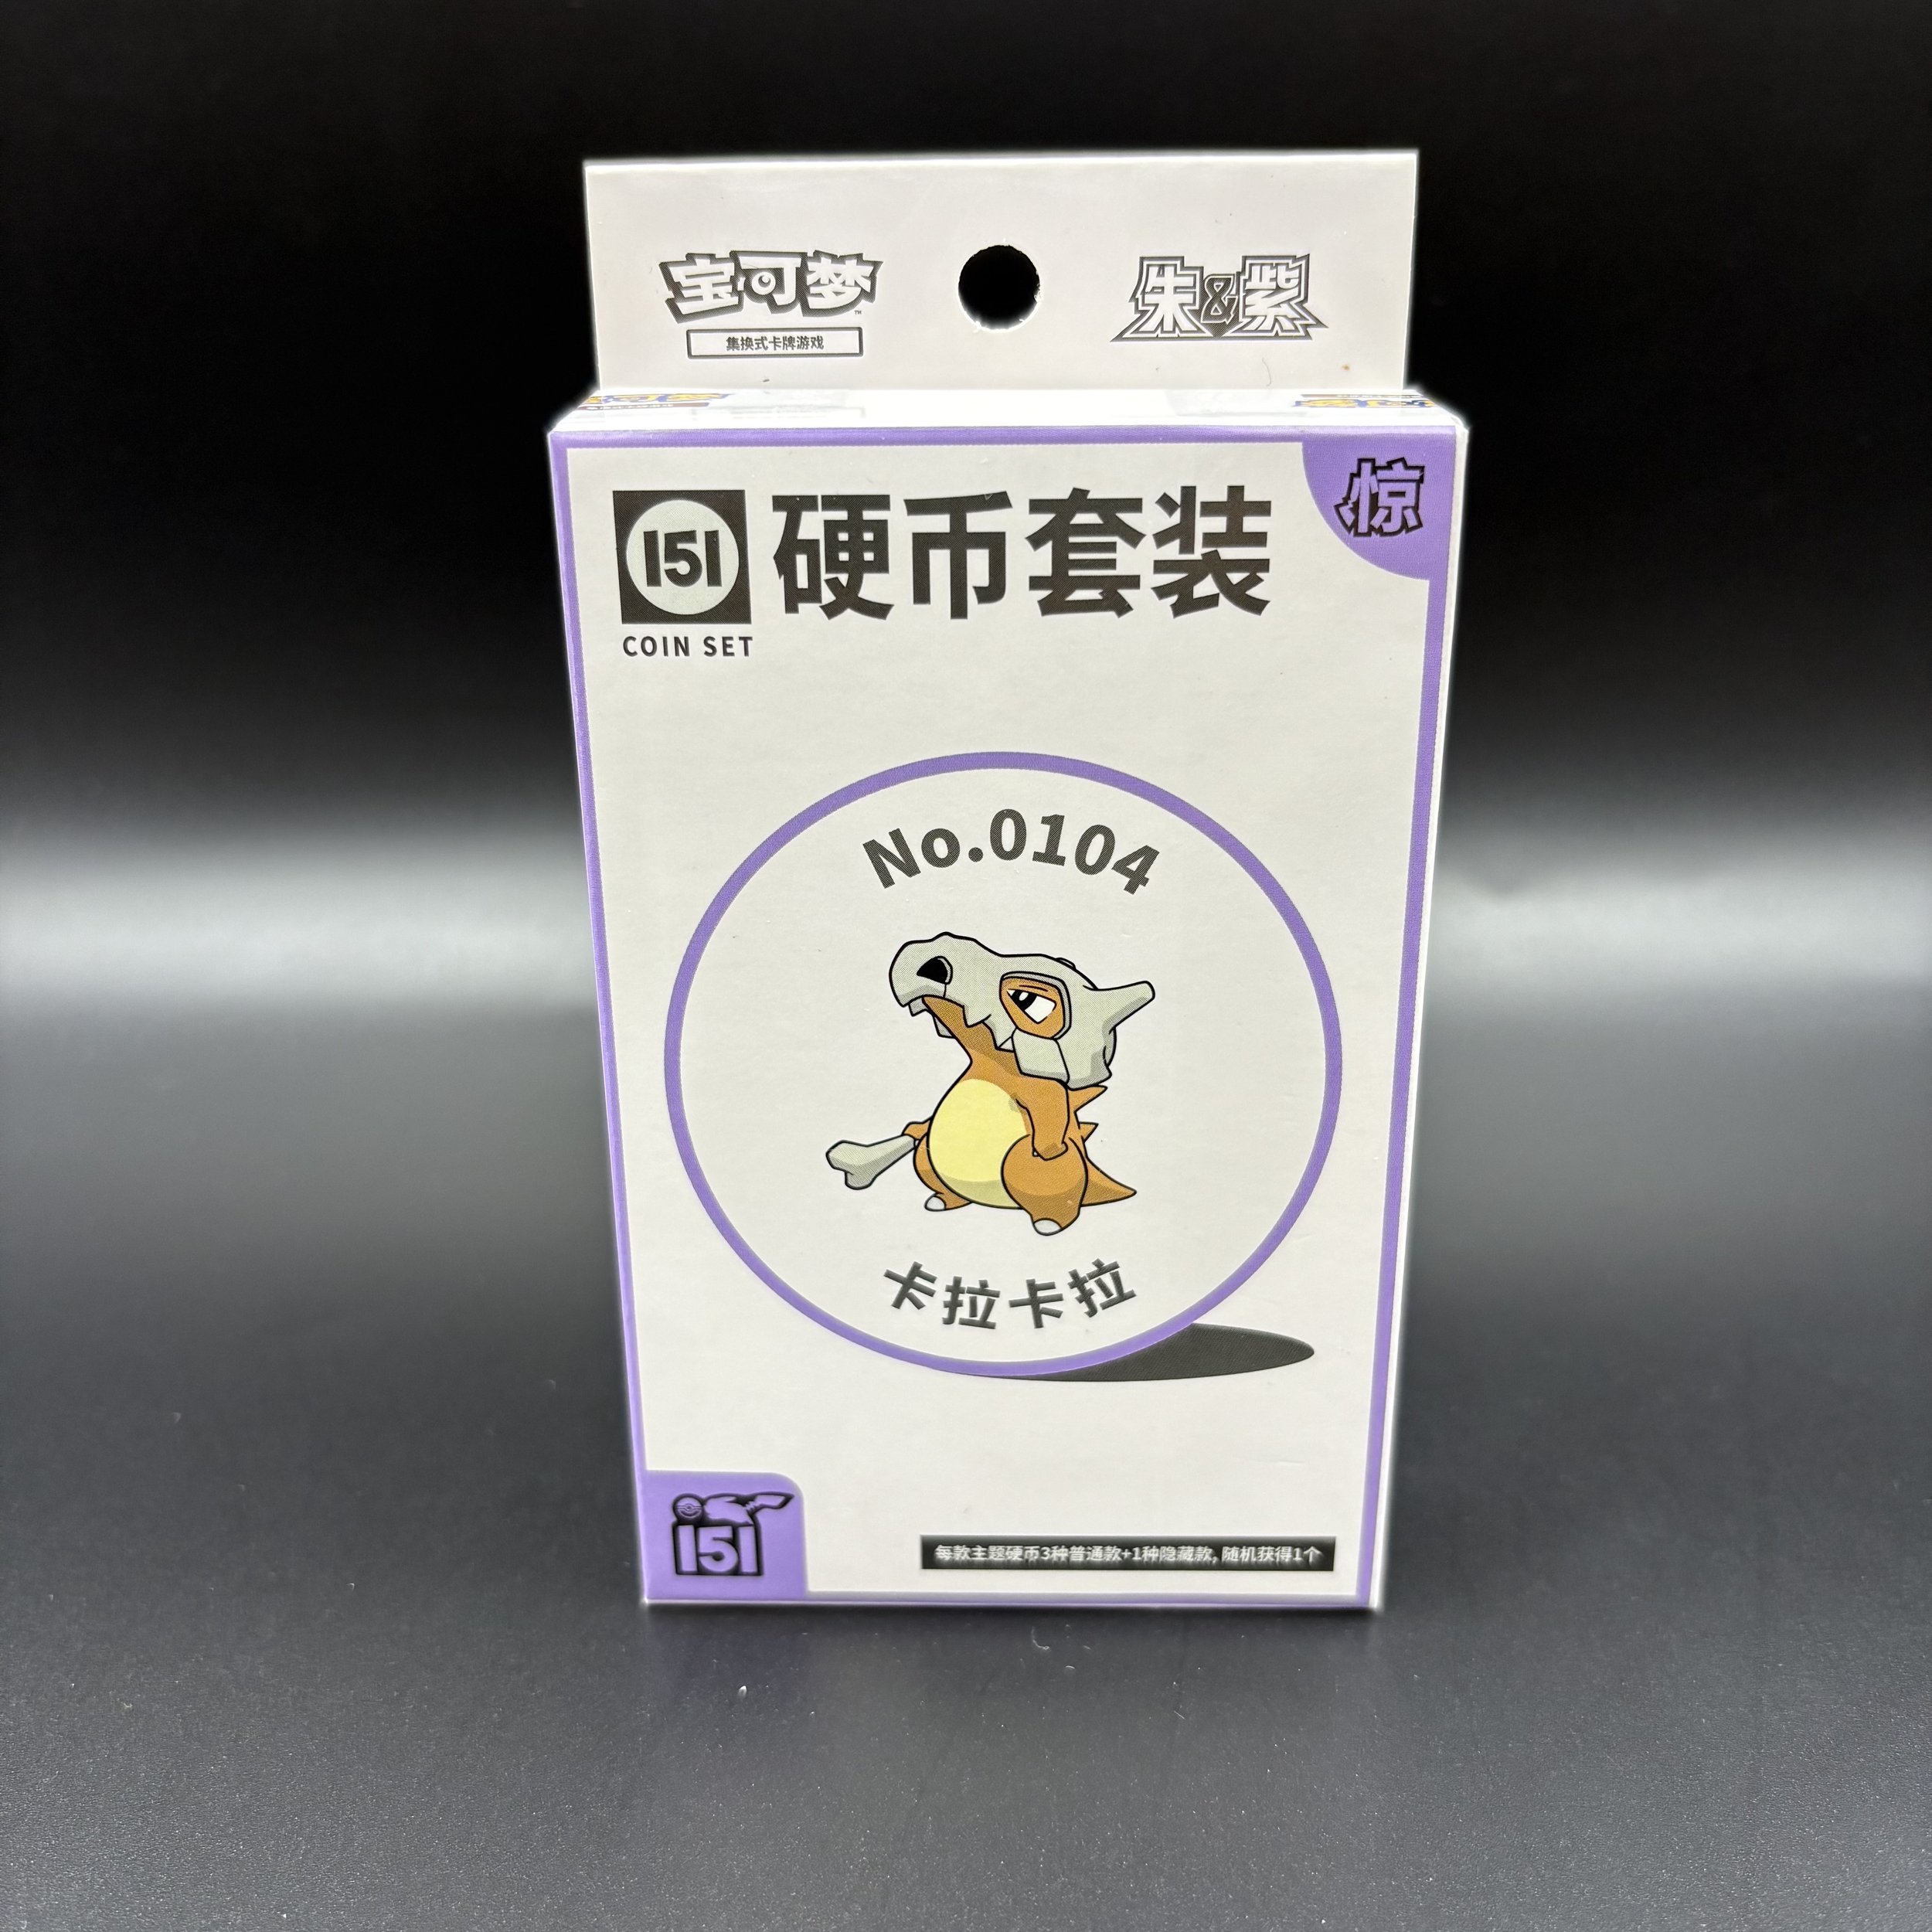 宝可梦
集换式卡牌游戏
朱&紫
惊
151
硬币套装
COIN SET
No.0104
卡拉卡拉
151
每款主题硬币3种普通款+1种隐藏款, 随机获得1个